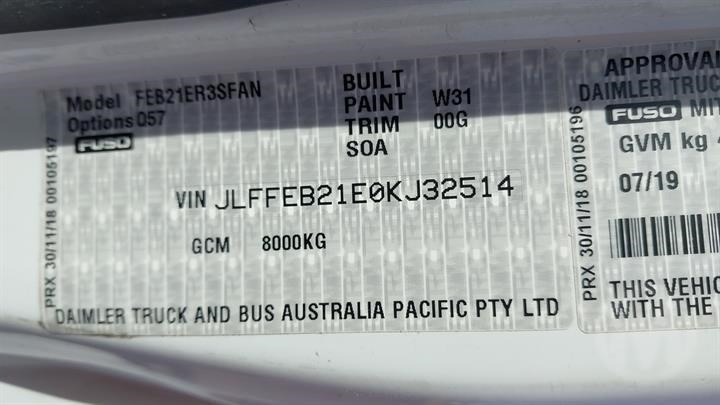 Model FEB21ER3SFAN
Options 057
FUSO
BUILT
PAINT W31
TRIM 00G
SOA
VIN JLFFEB21E0KJ32514
GCM 8000KG
DAIMLER TRUCK AND BUS AUSTRALIA PACIFIC PTY LTD
PRX 30/11/18 00105197
PRX 30/11/18 00105196
APPROVAL
DAIMLER TRUC
FUSO MI
GVM kg 4
07/19
THIS VEHIC
WITH THE